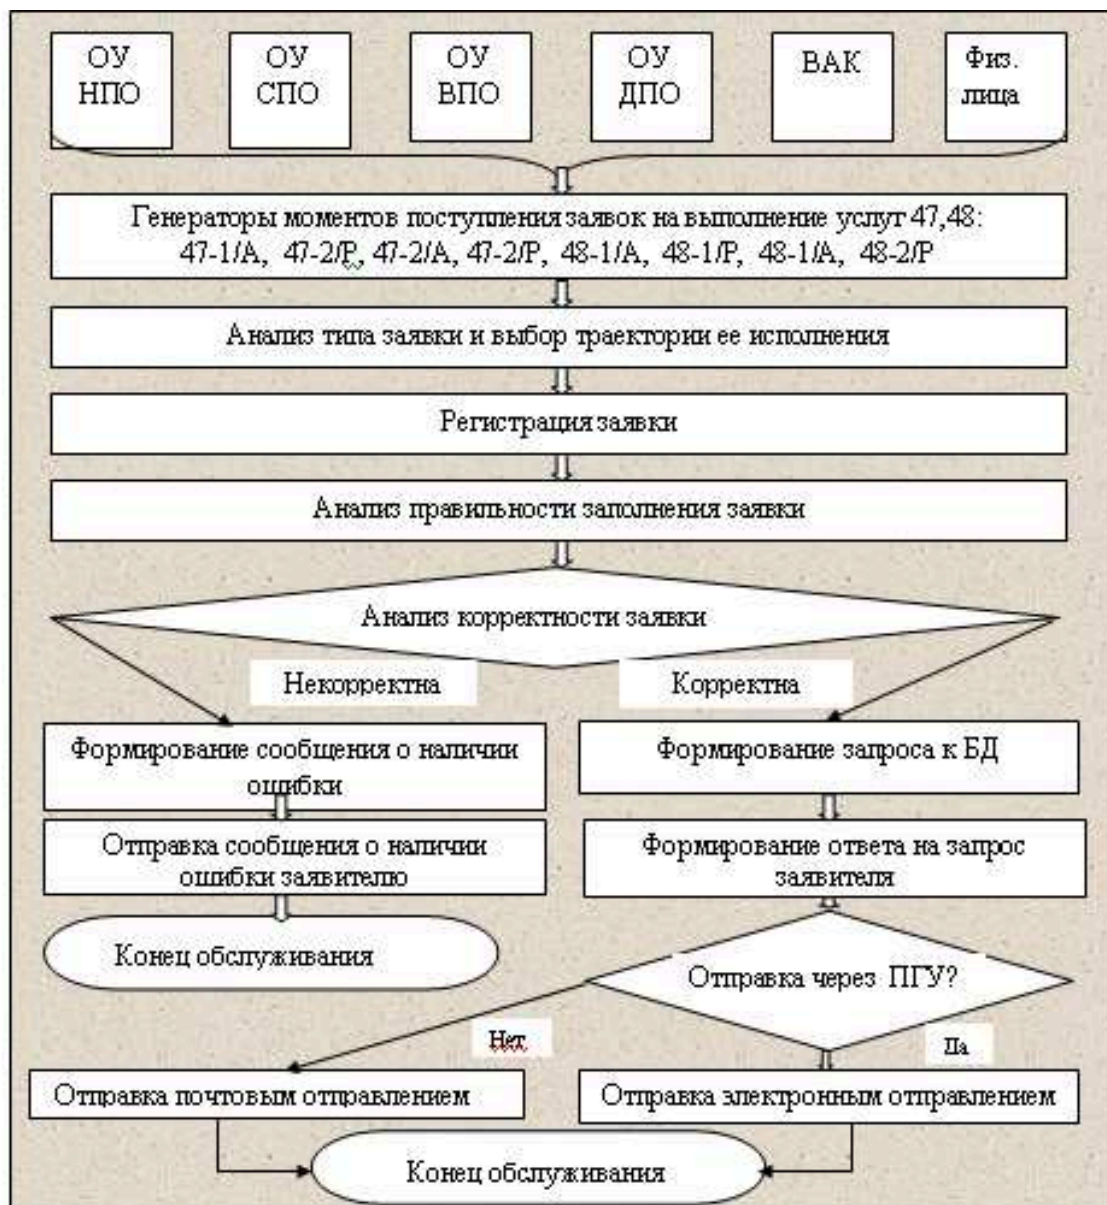 ОУ
НПО
ОУ
СПО
ОУ
ВПО
ОУ
ДПО
ВАК
Физ.
лица
Генераторы моментов поступления заявок на выполнение услуг 47,48:
47-1/А, 47-2/Р, 47-2/А, 47-2/Р, 48-1/А, 48-1/Р, 48-1/А, 48-2/Р
Анализ типа заявки и выбор траектории ее исполнения
Регистрация заявки
Анализ правильности заполнения заявки
Анализ корректности заявки
Некорректна
Корректна
Формирование сообщения о наличии
ошибки
Формирование запроса к БД
Отправка сообщения о наличии
ошибки заявителю
Формирование ответа на запрос
заявителя
Конец обслуживания
Отправка через ПГУ?
Нет
Да
Отправка почтовым отправлением
Отправка электронным отправлением
Конец обслуживания